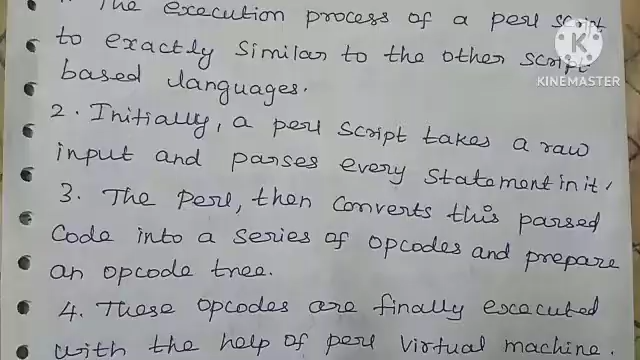 1. The execution process of a perl script
to exactly similar to the other script
based languages.
2. Initially, a perl script takes a raw
input and parses every statement in it,
3. The perl, then converts this parsed
code into a series of opcodes and prepare
an opcode tree.
4. These opcodes are finally executed
with the help of perl virtual machine.
KINEMASTER